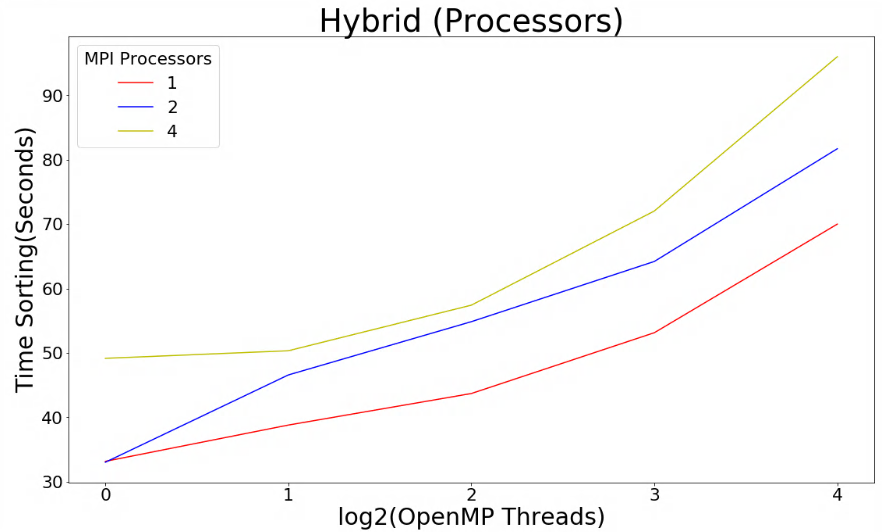 Hybrid (Processors)
MPI Processors
1
2
4
90
80
70
60
50
40
30
Time Sorting(Seconds)
0 1 2 3 4
log2(OpenMP Threads)